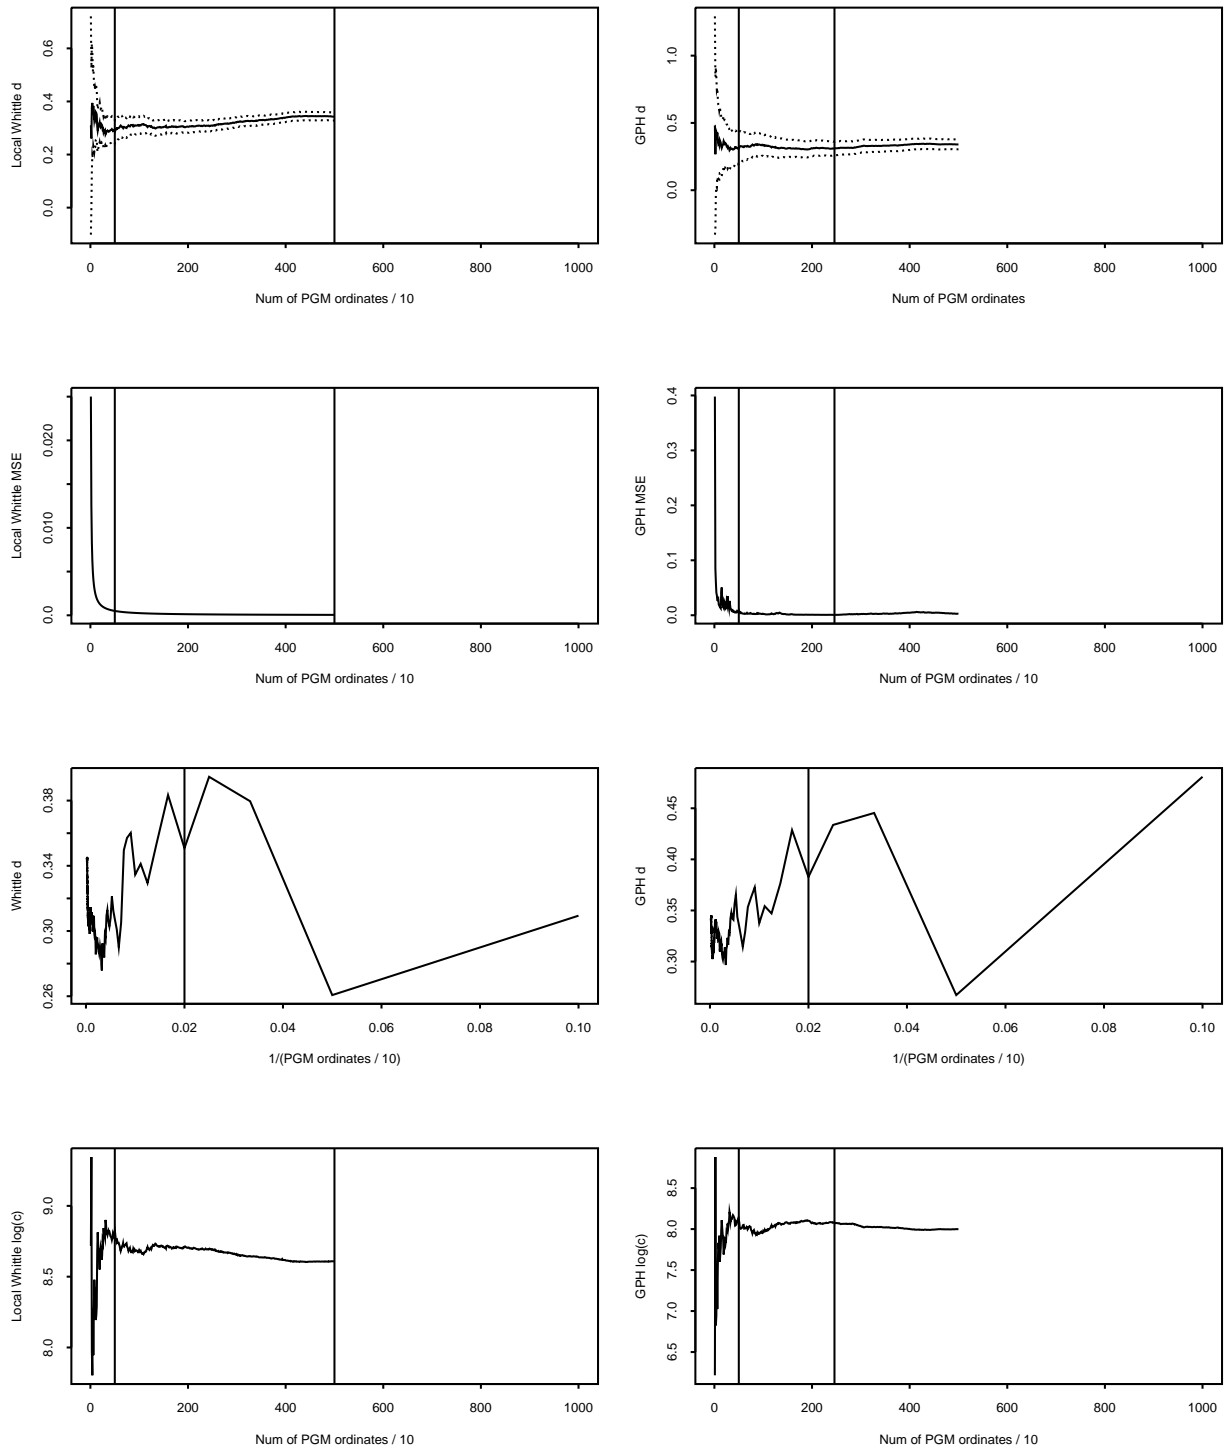 Local Whittle d
0.0 0.2 0.4 0.6
0 200 400 600 800 1000
Num of PGM ordinates / 10
GPH d
0.0 0.5 1.0
0 200 400 600 800 1000
Num of PGM ordinates
Local Whittle MSE
0.0 0.010 0.020
0 200 400 600 800 1000
Num of PGM ordinates / 10
GPH MSE
0.0 0.1 0.2 0.3 0.4
0 200 400 600 800 1000
Num of PGM ordinates / 10
Whittle d
0.26 0.30 0.34 0.38
0.0 0.02 0.04 0.06 0.08 0.10
1/(PGM ordinates / 10)
GPH d
0.30 0.35 0.40 0.45
0.0 0.02 0.04 0.06 0.08 0.10
1/(PGM ordinates / 10)
Local Whittle log(c)
8.0 8.5 9.0
0 200 400 600 800 1000
Num of PGM ordinates / 10
GPH log(c)
6.5 7.0 7.5 8.0 8.5
0 200 400 600 800 1000
Num of PGM ordinates / 10